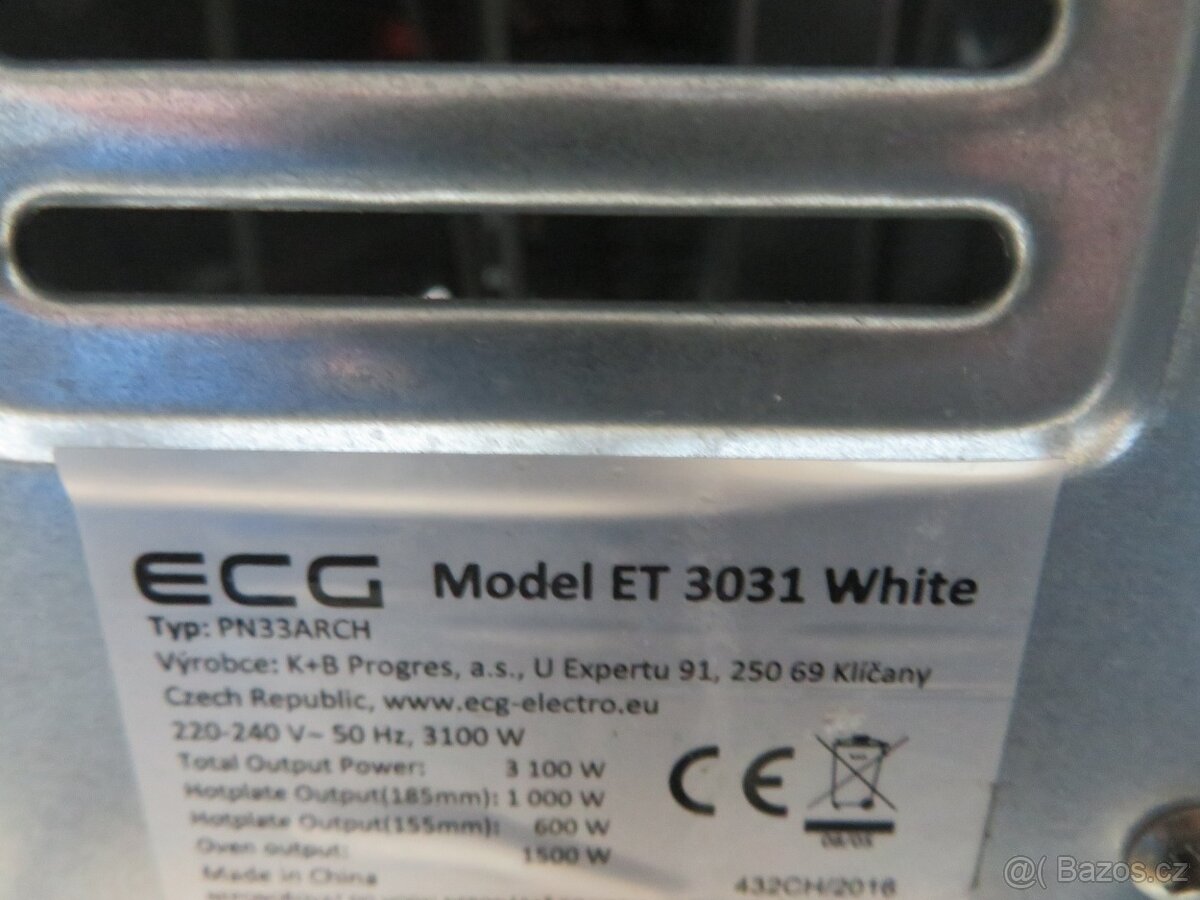 ECG Model ET 3031 White
Typ: PN33ARCH
Výrobce: K+B Progres, a.s., U Expertu 91, 250 69 Klíčany
Czech Republic, www.ecg-electro.eu
220-240 V~ 50 Hz, 3100 W
Total Output Power: 3 100 W
Hotplate Output(185mm): 1 000 W
Hotplate Output(155mm): 600 W
Oven output: 1500 W
CE
Made in China
432CH/2016
@( Bazos.cz